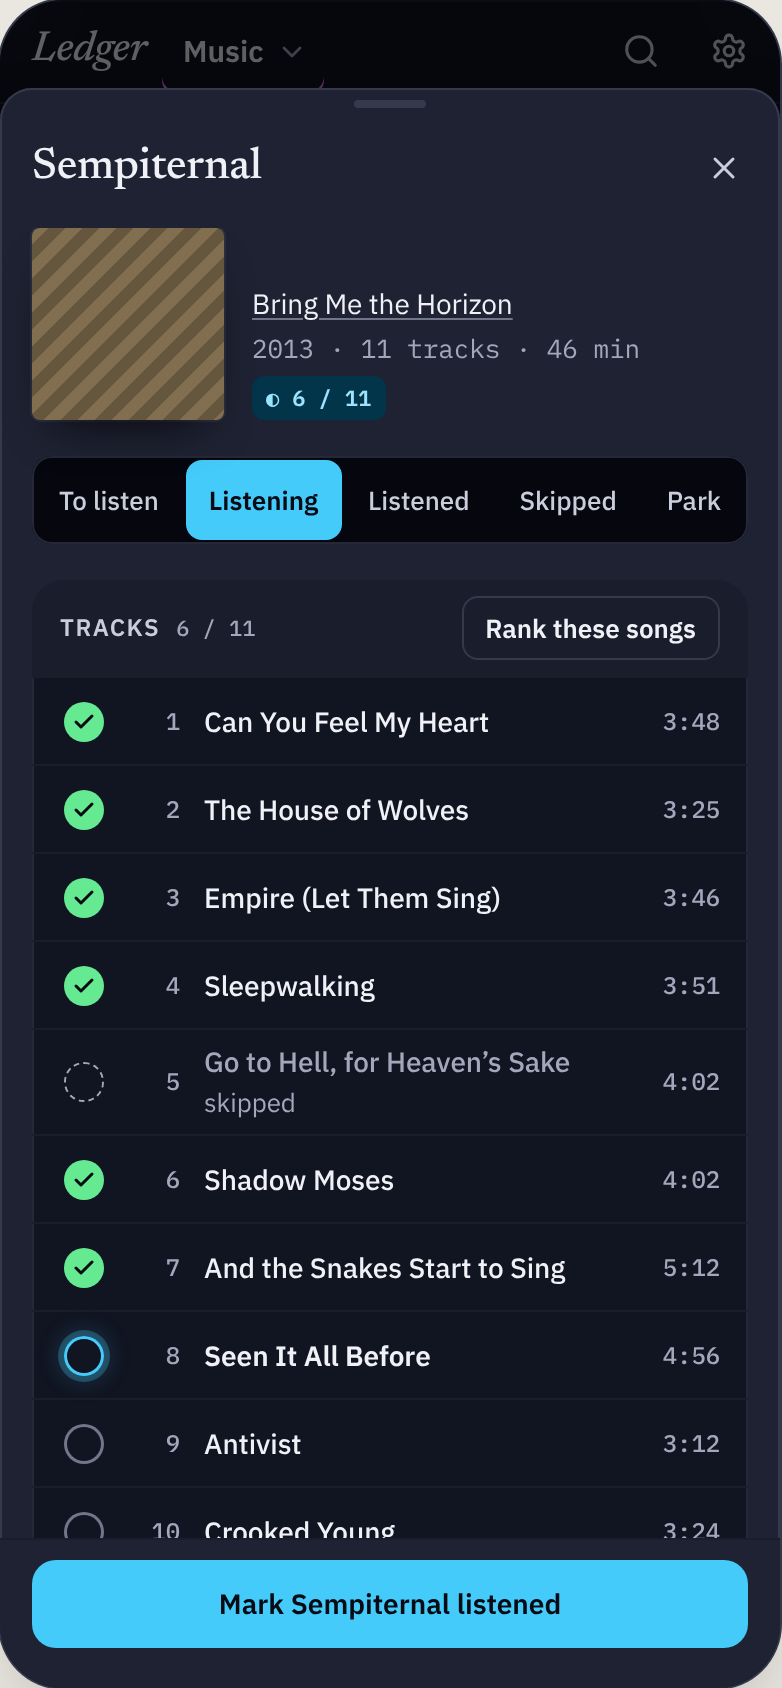 Ledger Music
Sempiternal
Bring Me the Horizon
2013 · 11 tracks · 46 min
◐ 6 / 11
To listen Listening Listened Skipped Park
TRACKS 6 / 11 Rank these songs
1 Can You Feel My Heart 3:48
2 The House of Wolves 3:25
3 Empire (Let Them Sing) 3:46
4 Sleepwalking 3:51
5 Go to Hell, for Heaven’s Sake 4:02
skipped
6 Shadow Moses 4:02
7 And the Snakes Start to Sing 5:12
8 Seen It All Before 4:56
9 Antivist 3:12
10 Crooked Young 3:24
Mark Sempiternal listened